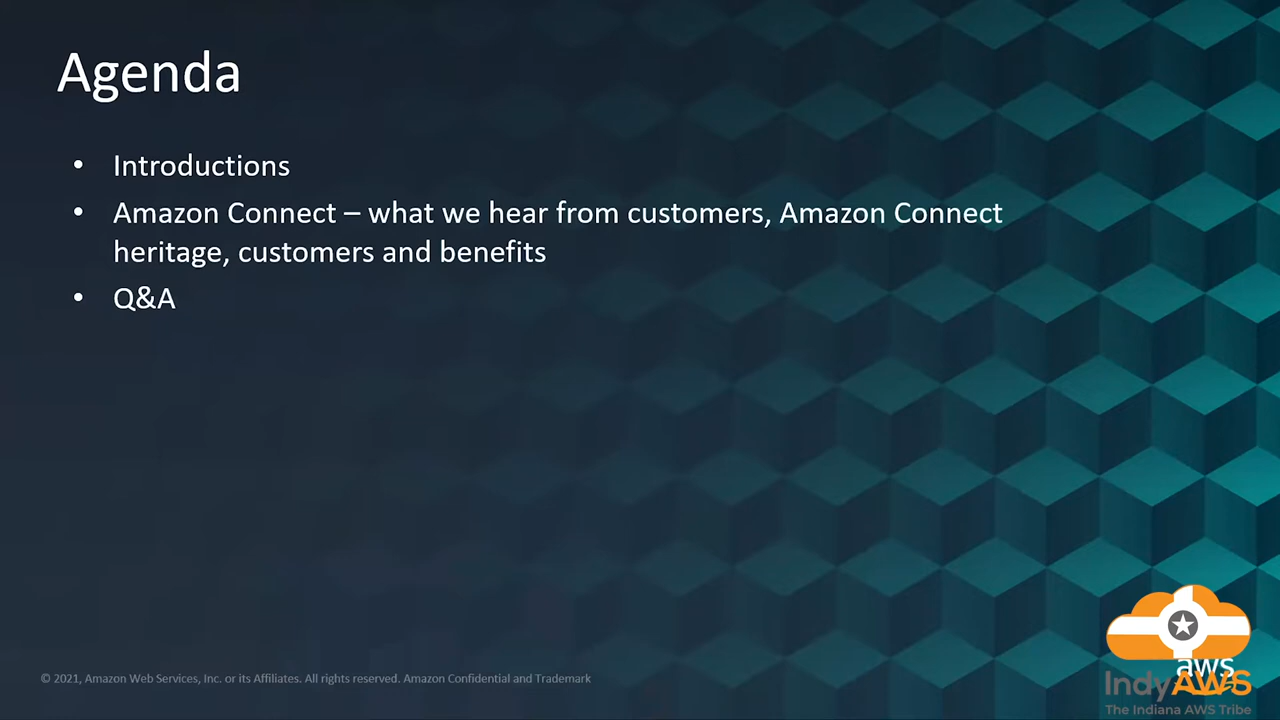 Agenda
• Introductions
• Amazon Connect – what we hear from customers, Amazon Connect
heritage, customers and benefits
• Q&A
© 2021, Amazon Web Services, Inc. or its Affiliates. All rights reserved. Amazon Confidential and Trademark
aws
IndyAWS
The Indiana AWS Tribe